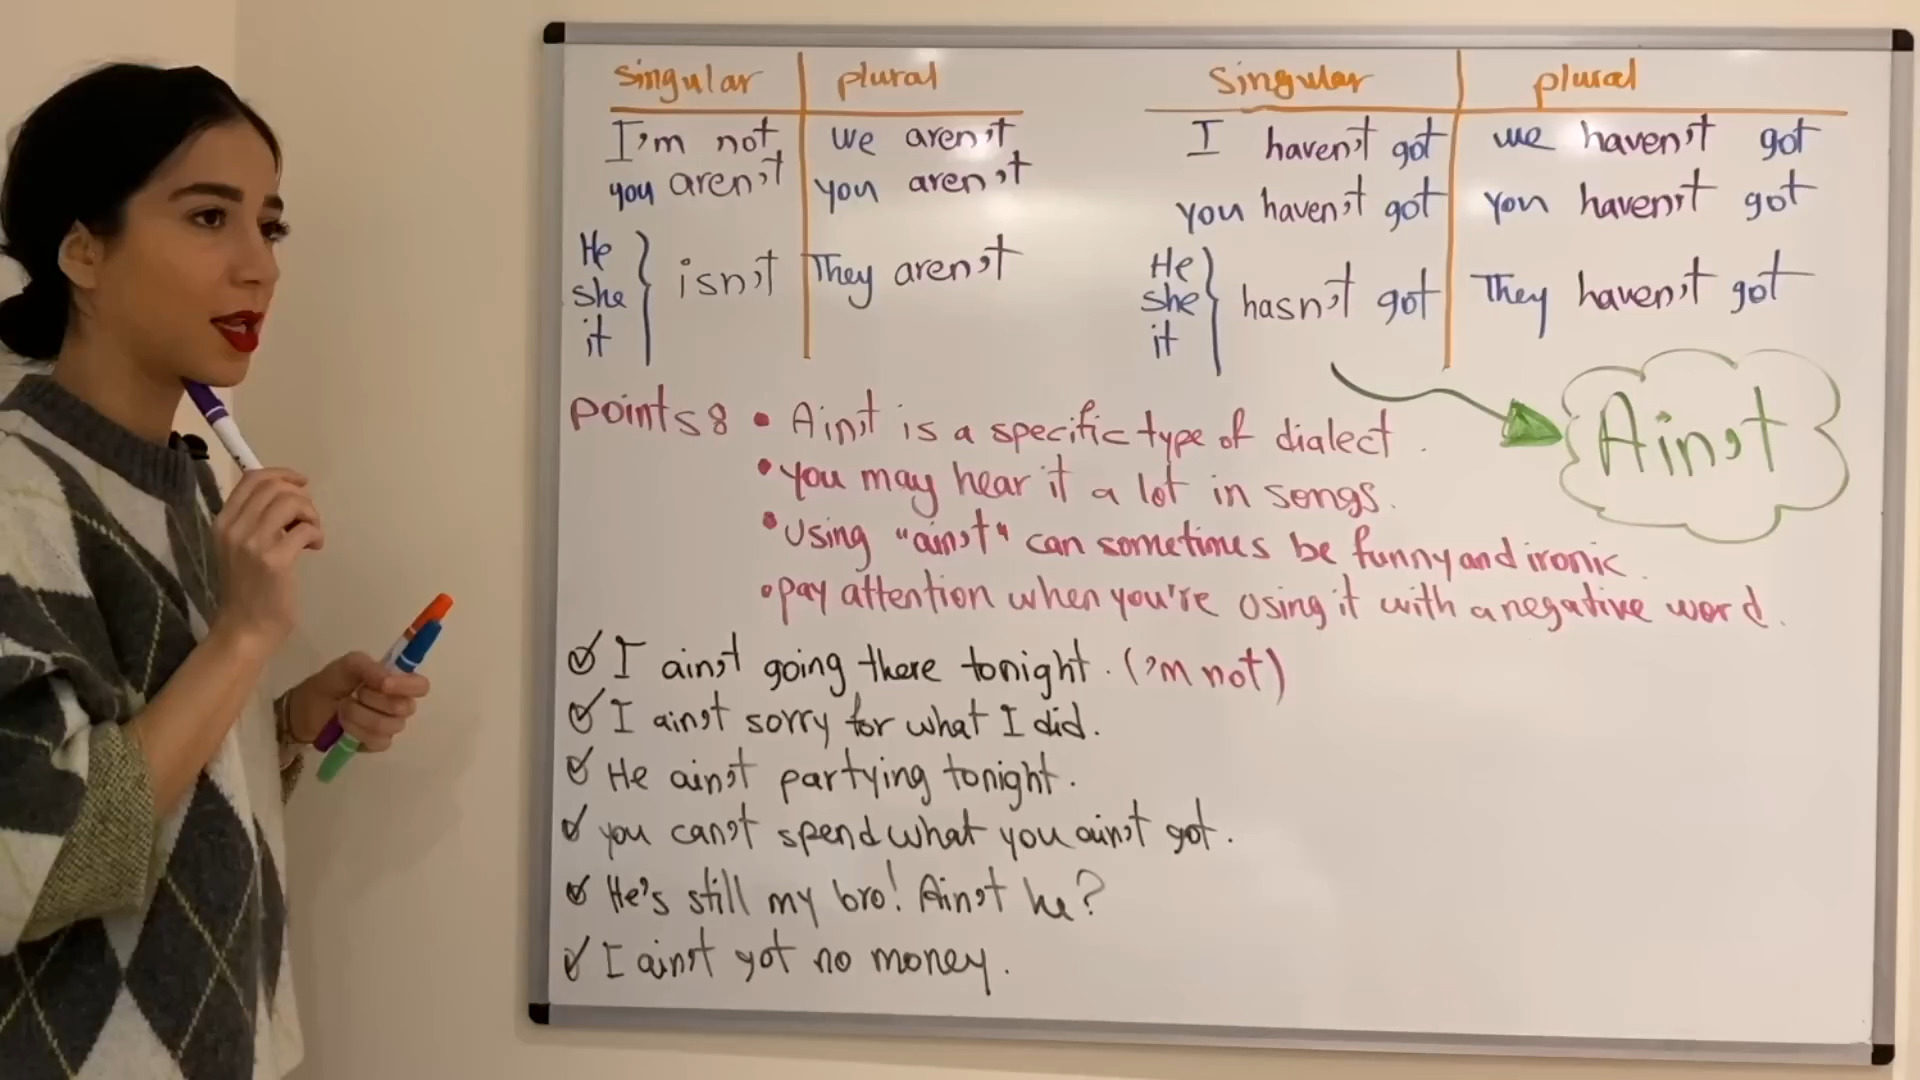 singular plural
I'm not we aren't
you aren't you aren't
He
she isn't They aren't
it
singular plural
I haven't got we haven't got
you haven't got you haven't got
He
she hasn't got They haven't got
it
Ain't
points: • Ain't is a specific type of dialect.
• you may hear it a lot in songs.
• Using "ain't" can sometimes be funny and ironic.
• pay attention when you're using it with a negative word.
I ain't going there tonight. ('m not)
I ain't sorry for what I did.
He ain't partying tonight.
you can't spend what you ain't got.
He's still my bro! Ain't he?
I ain't got no money.